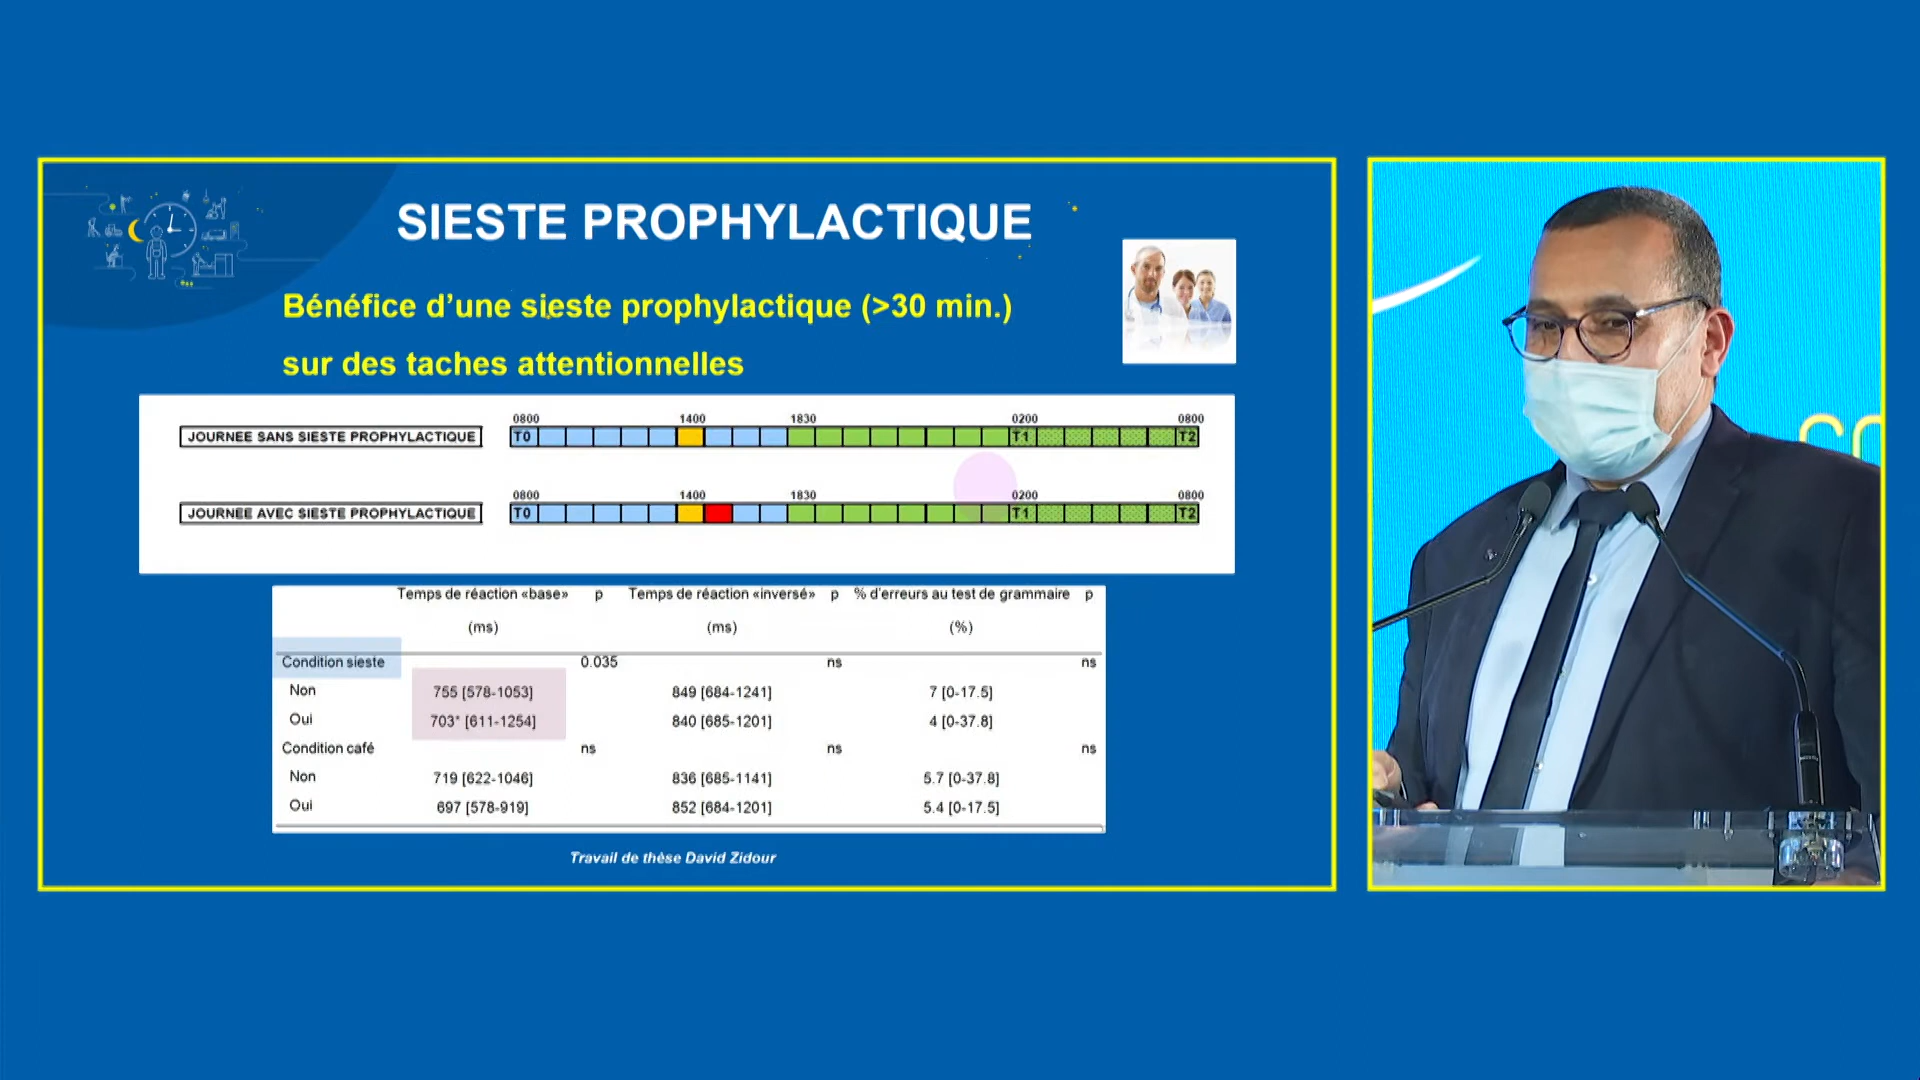 SIESTE PROPHYLACTIQUE
Bénéfice d’une sieste prophylactique (>30 min.)
sur des taches attentionnelles
0800 1400 1830 0200 0800
JOURNEE SANS SIESTE PROPHYLACTIQUE T0 T1 T2
0800 1400 1830 0200 0800
JOURNEE AVEC SIESTE PROPHYLACTIQUE T0 T1 T2
Temps de réaction «base» p Temps de réaction «inversé» p % d'erreurs au test de grammaire p
(ms) (ms) (%)
Condition sieste 0.035 ns ns
Non 755 [578-1053] 849 [684-1241] 7 [0-17.5]
Oui 703* [611-1254] 840 [685-1201] 4 [0-37.8]
Condition café ns ns ns
Non 719 [622-1046] 836 [685-1141] 5.7 [0-37.8]
Oui 697 [578-919] 852 [684-1201] 5.4 [0-17.5]
Travail de thèse David Zidour